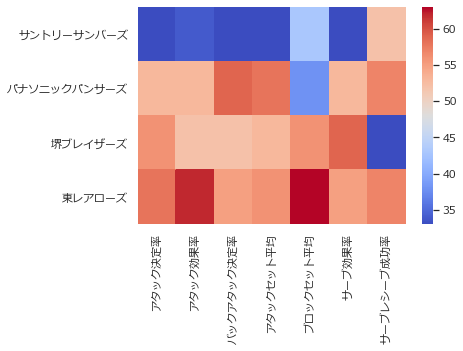 サントリーサンバーズ
パナソニックパンサーズ
堺ブレイザーズ
東レアローズ
アタック決定率
アタック効果率
バックアタック決定率
アタックセット平均
ブロックセット平均
サーブ効果率
サーブレシーブ成功率
60
55
50
45
40
35